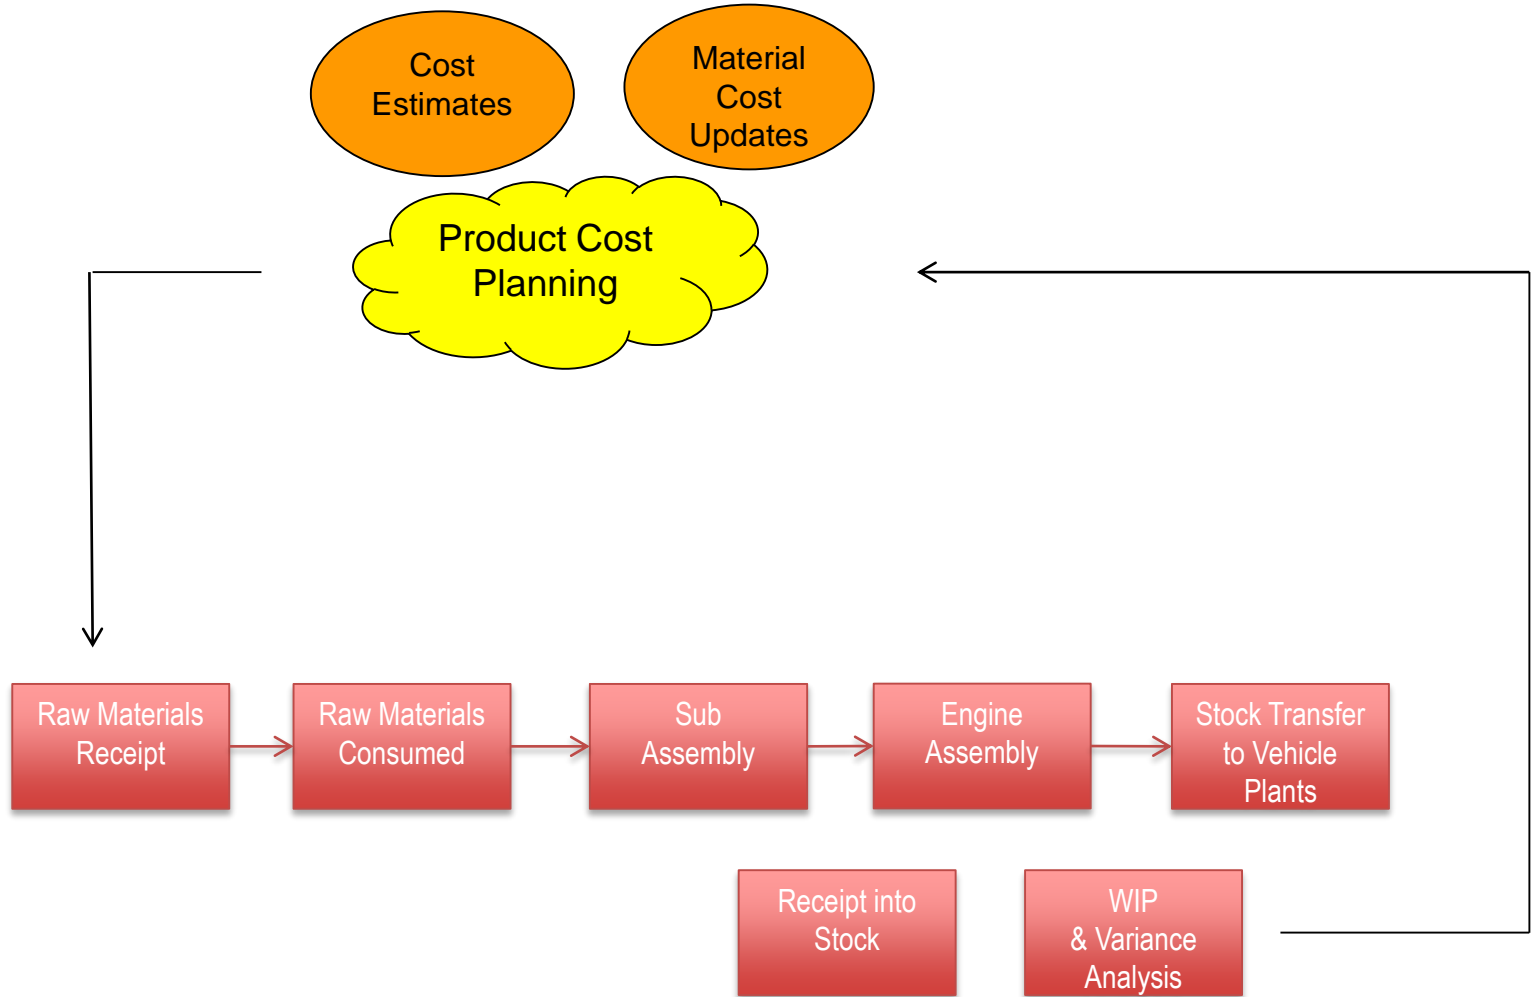 Cost
Estimates
Material
Cost
Updates
Product Cost
Planning
Raw Materials
Receipt
Raw Materials
Consumed
Sub
Assembly
Engine
Assembly
Stock Transfer
to Vehicle
Plants
Receipt into
Stock
WIP
& Variance
Analysis